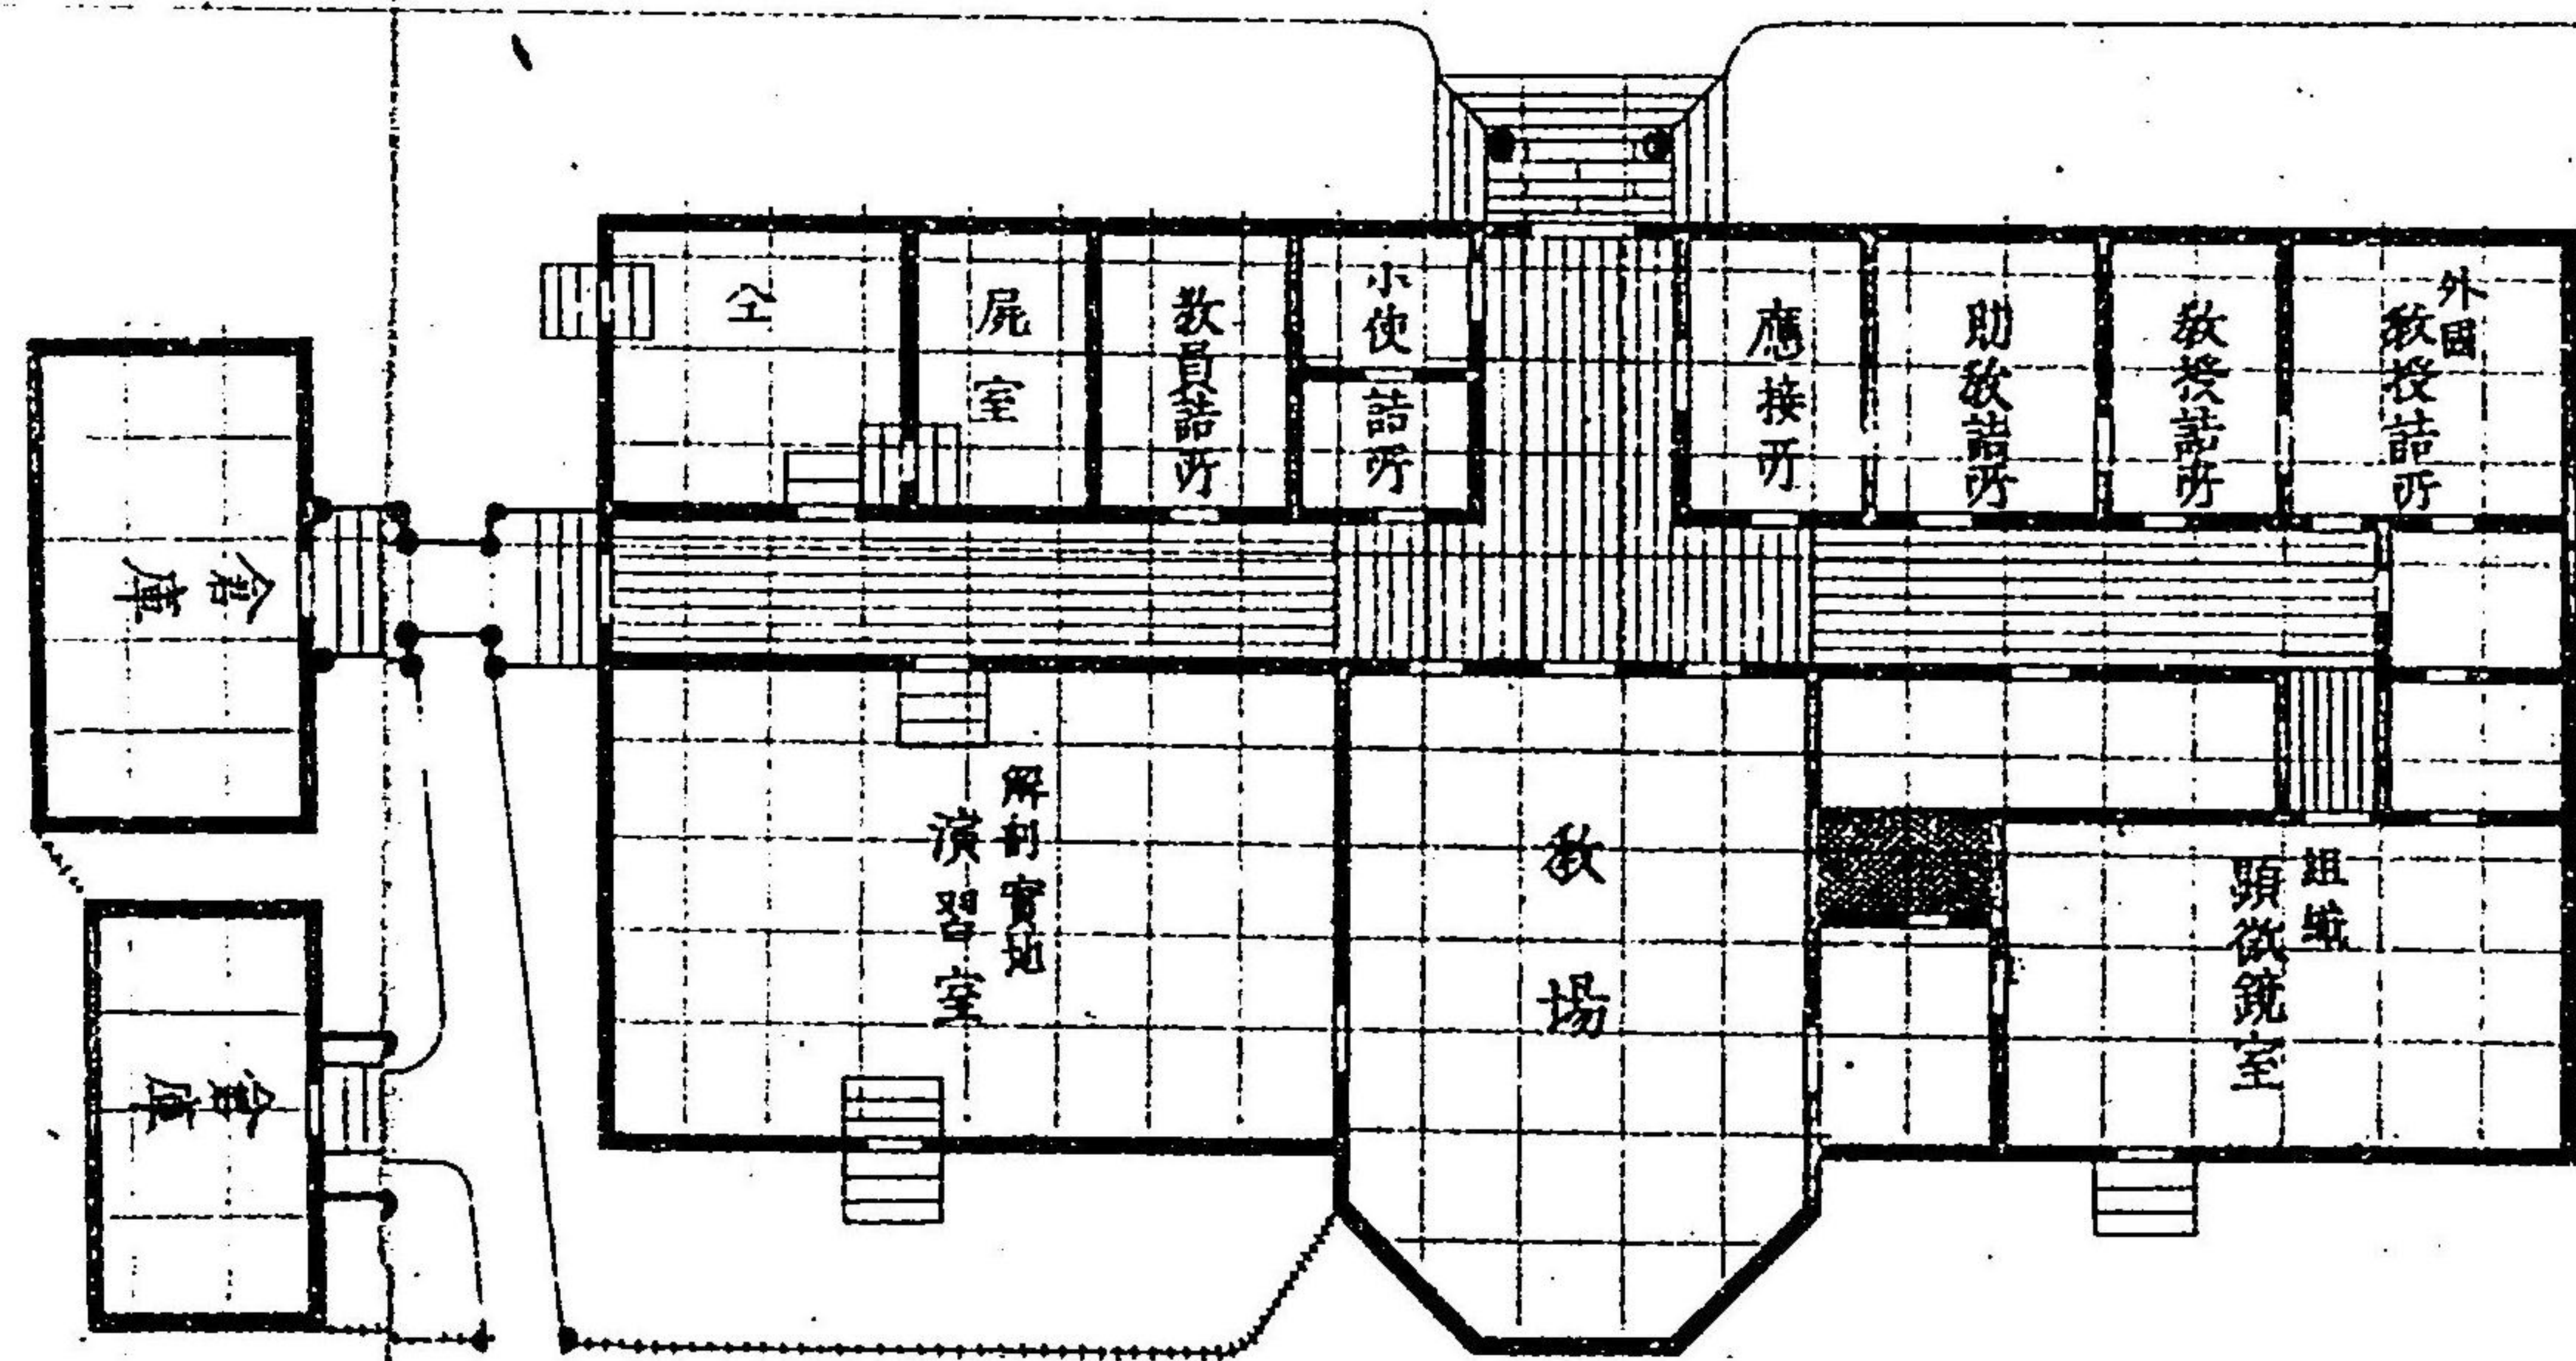 外國
教授詰所
教授詰所
助教詰所
應接所
小使
詰所
教員詰所
屍室
仝
倉庫
倉庫
解剖實地
演習室
教場
組織
顕微鏡室